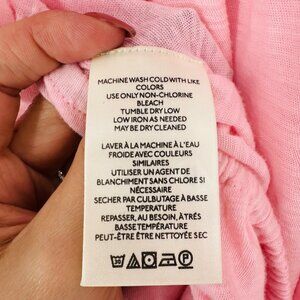 MACHINE WASH COLD WITH LIKE
COLORS
USE ONLY NON-CHLORINE
BLEACH
TUMBLE DRY LOW
LOW IRON AS NEEDED
MAY BE DRY CLEANED
LAVER À LA MACHINE À L'EAU
FROIDE AVEC COULEURS
SIMILAIRES
UTILISER UN AGENT DE
BLANCHIMENT SANS CHLORE SI
NÉCESSAIRE
SECHER PAR CULBUTAGE À BASSE
TEMPERATURE
REPASSER, AU BESOIN, À TRÉS
BASSE TEMPÉRATURE
PEUT-ÊTRE ÊTRE NETTOYÉE SEC